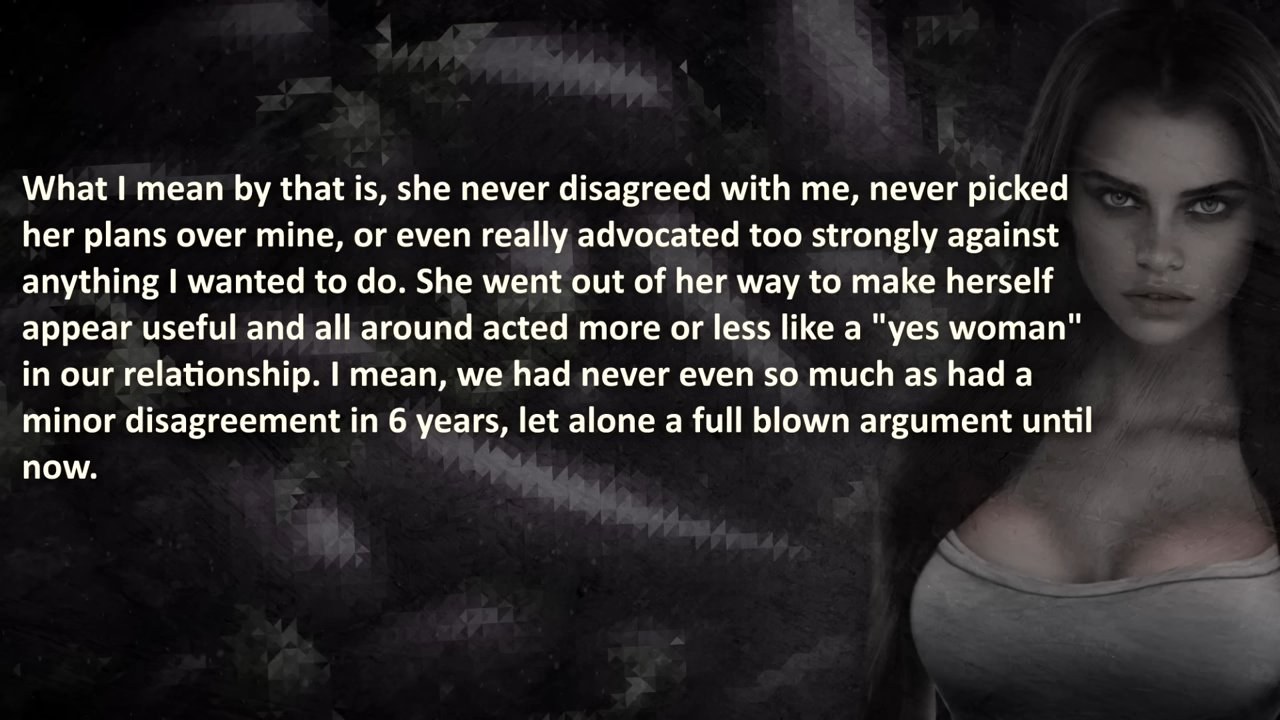 What I mean by that is, she never disagreed with me, never picked
her plans over mine, or even really advocated too strongly against
anything I wanted to do. She went out of her way to make herself
appear useful and all around acted more or less like a "yes woman"
in our relationship. I mean, we had never even so much as had a
minor disagreement in 6 years, let alone a full blown argument until
now.